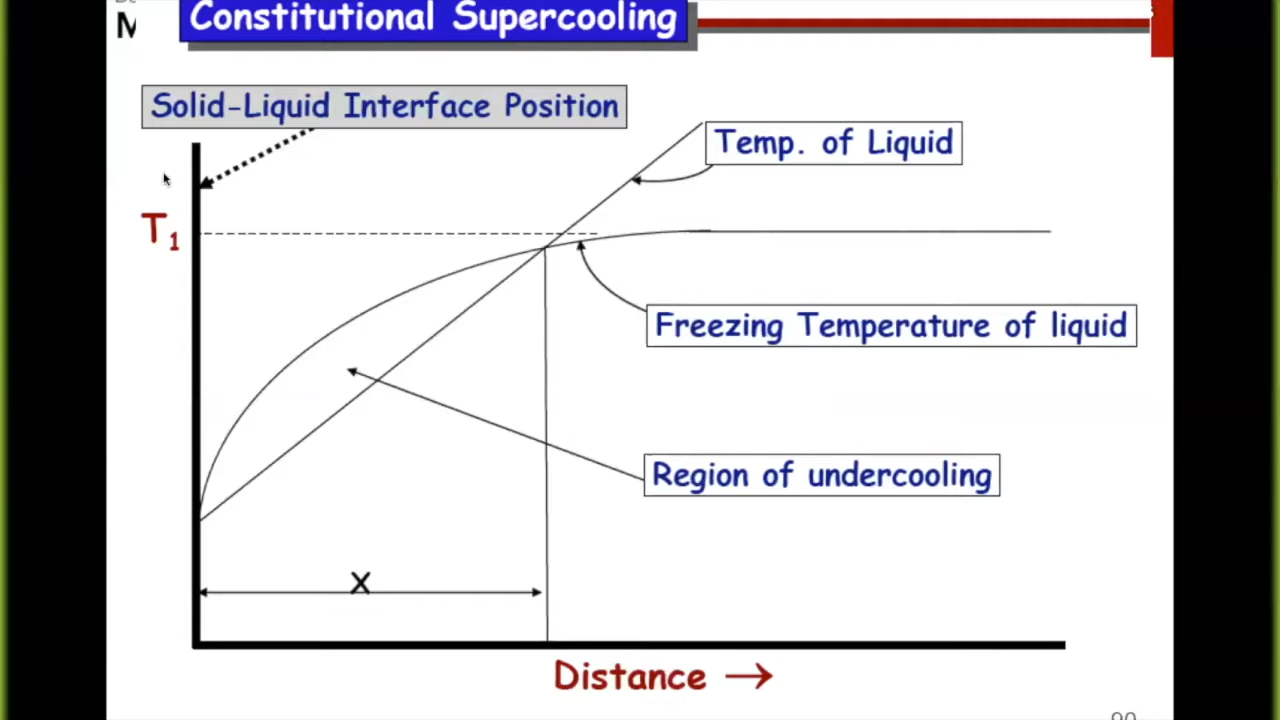 Constitutional Supercooling
Solid-Liquid Interface Position
Temp. of Liquid
T1
Freezing Temperature of liquid
Region of undercooling
X
Distance →